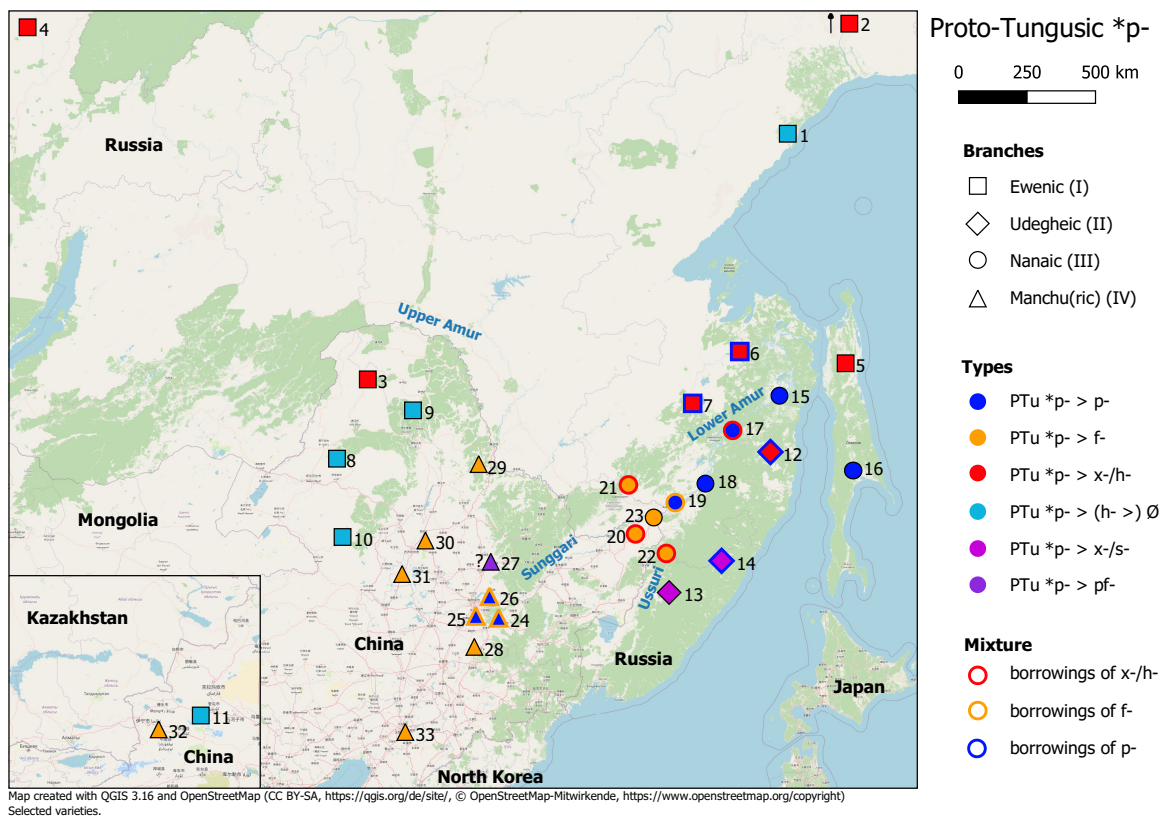 Proto-Tungusic *p-
0 250 500 km
Branches
Ewenic (I)
Udegheic (II)
Nanaic (III)
Manchu(ric) (IV)
Types
PTu *p- > p-
PTu *p- > f-
PTu *p- > x-/h-
PTu *p- > (h- >) Ø
PTu *p- > x-/s-
PTu *p- > pf-
Mixture
borrowings of x-/h-
borrowings of f-
borrowings of p-
4
2
Russia
1
Upper Amur
6
5
3
9
7
15
Lower Amur
17
12
8
29
16
21
18
19
Mongolia
23
20
10
30
Sunggari
22
?
27
14
31
Ussuri
13
26
25
24
Kazakhstan
China
28
Russia
Japan
11
32
33
China
North Korea
Map created with QGIS 3.16 and OpenStreetMap (CC BY-SA, https://qgis.org/de/site/, © OpenStreetMap-Mitwirkende, https://www.openstreetmap.org/copyright)
Selected varieties.